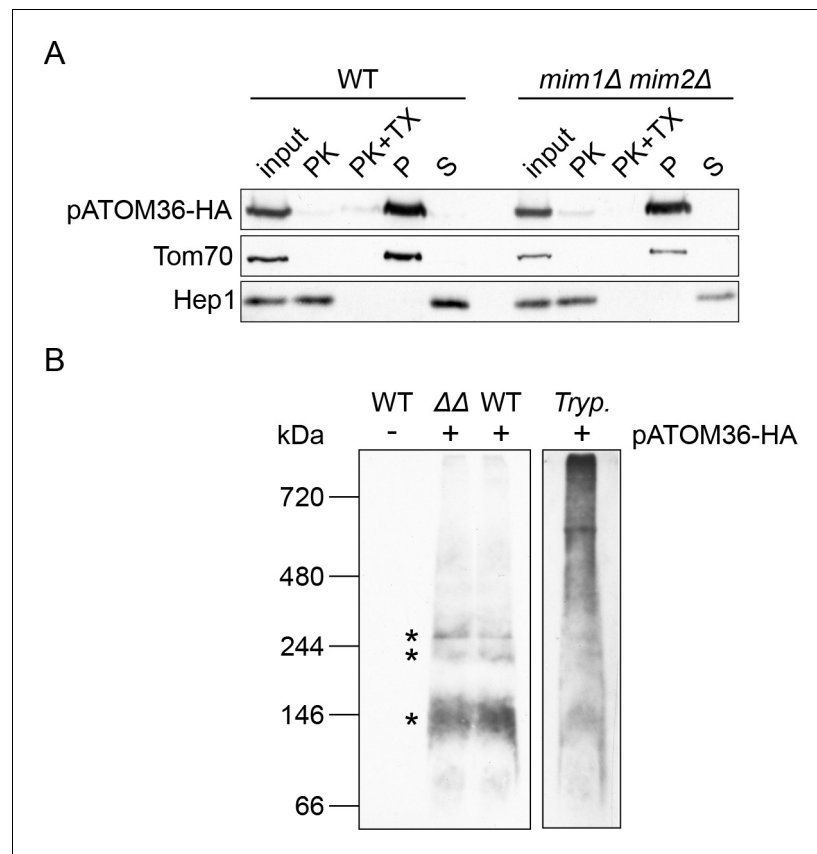 A
WT mim1Δ mim2Δ
input PK PK+TX P S input PK PK+TX P S
pATOM36-HA
Tom70
Hep1
B
WT ΔΔ WT Tryp.
kDa - + + + pATOM36-HA
720
480
*
244
*
146 *
66